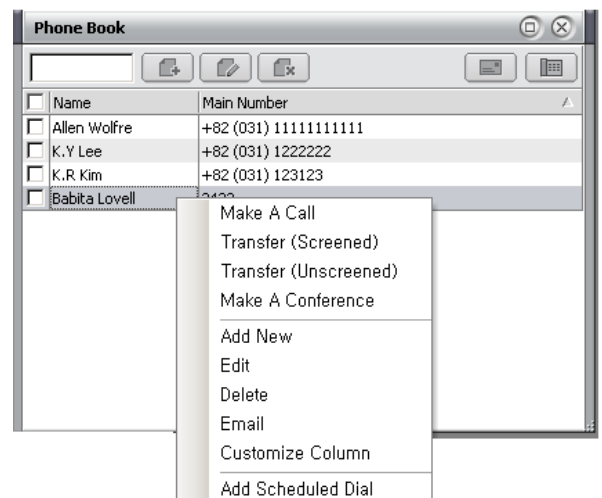 Phone Book
Name Main Number
Allen Wolfre +82 (031) 11111111111
K.Y Lee +82 (031) 1222222
K.R Kim +82 (031) 123123
Babita Lovell
Make A Call
Transfer (Screened)
Transfer (Unscreened)
Make A Conference
Add New
Edit
Delete
Email
Customize Column
Add Scheduled Dial